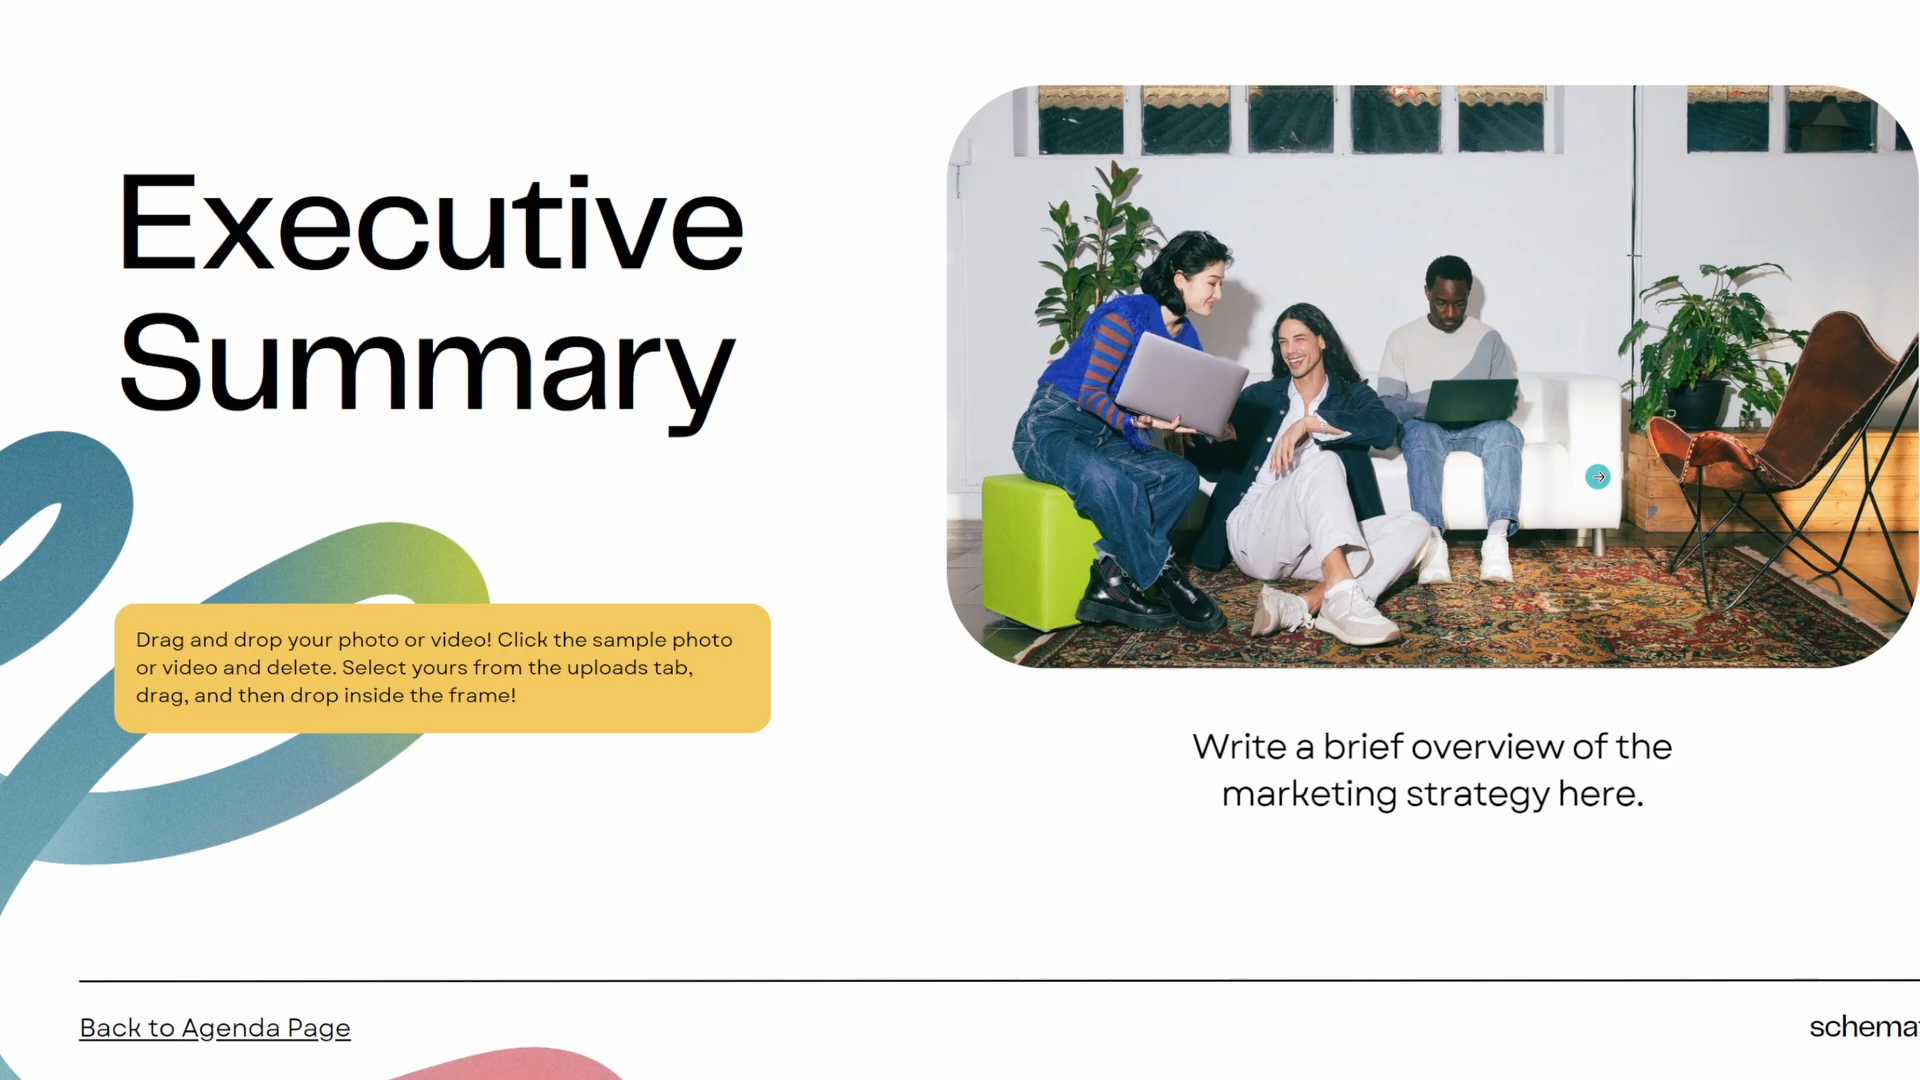 Executive
Summary
Drag and drop your photo or video! Click the sample photo
or video and delete. Select yours from the uploads tab,
drag, and then drop inside the frame!
Write a brief overview of the
marketing strategy here.
Back to Agenda Page